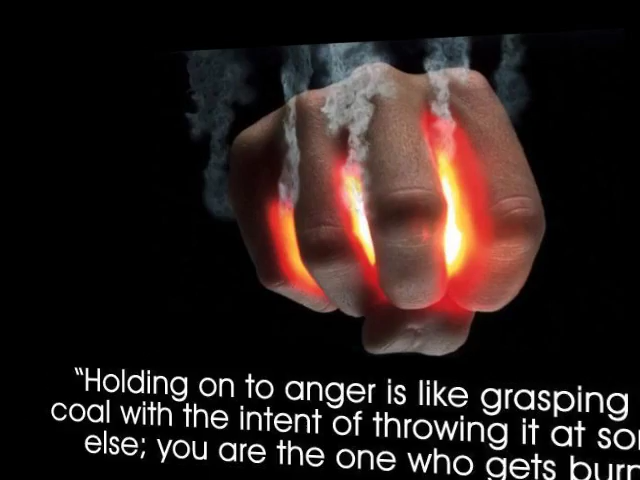 “Holding on to anger is like grasping
coal with the intent of throwing it at
else; you are the one who gets